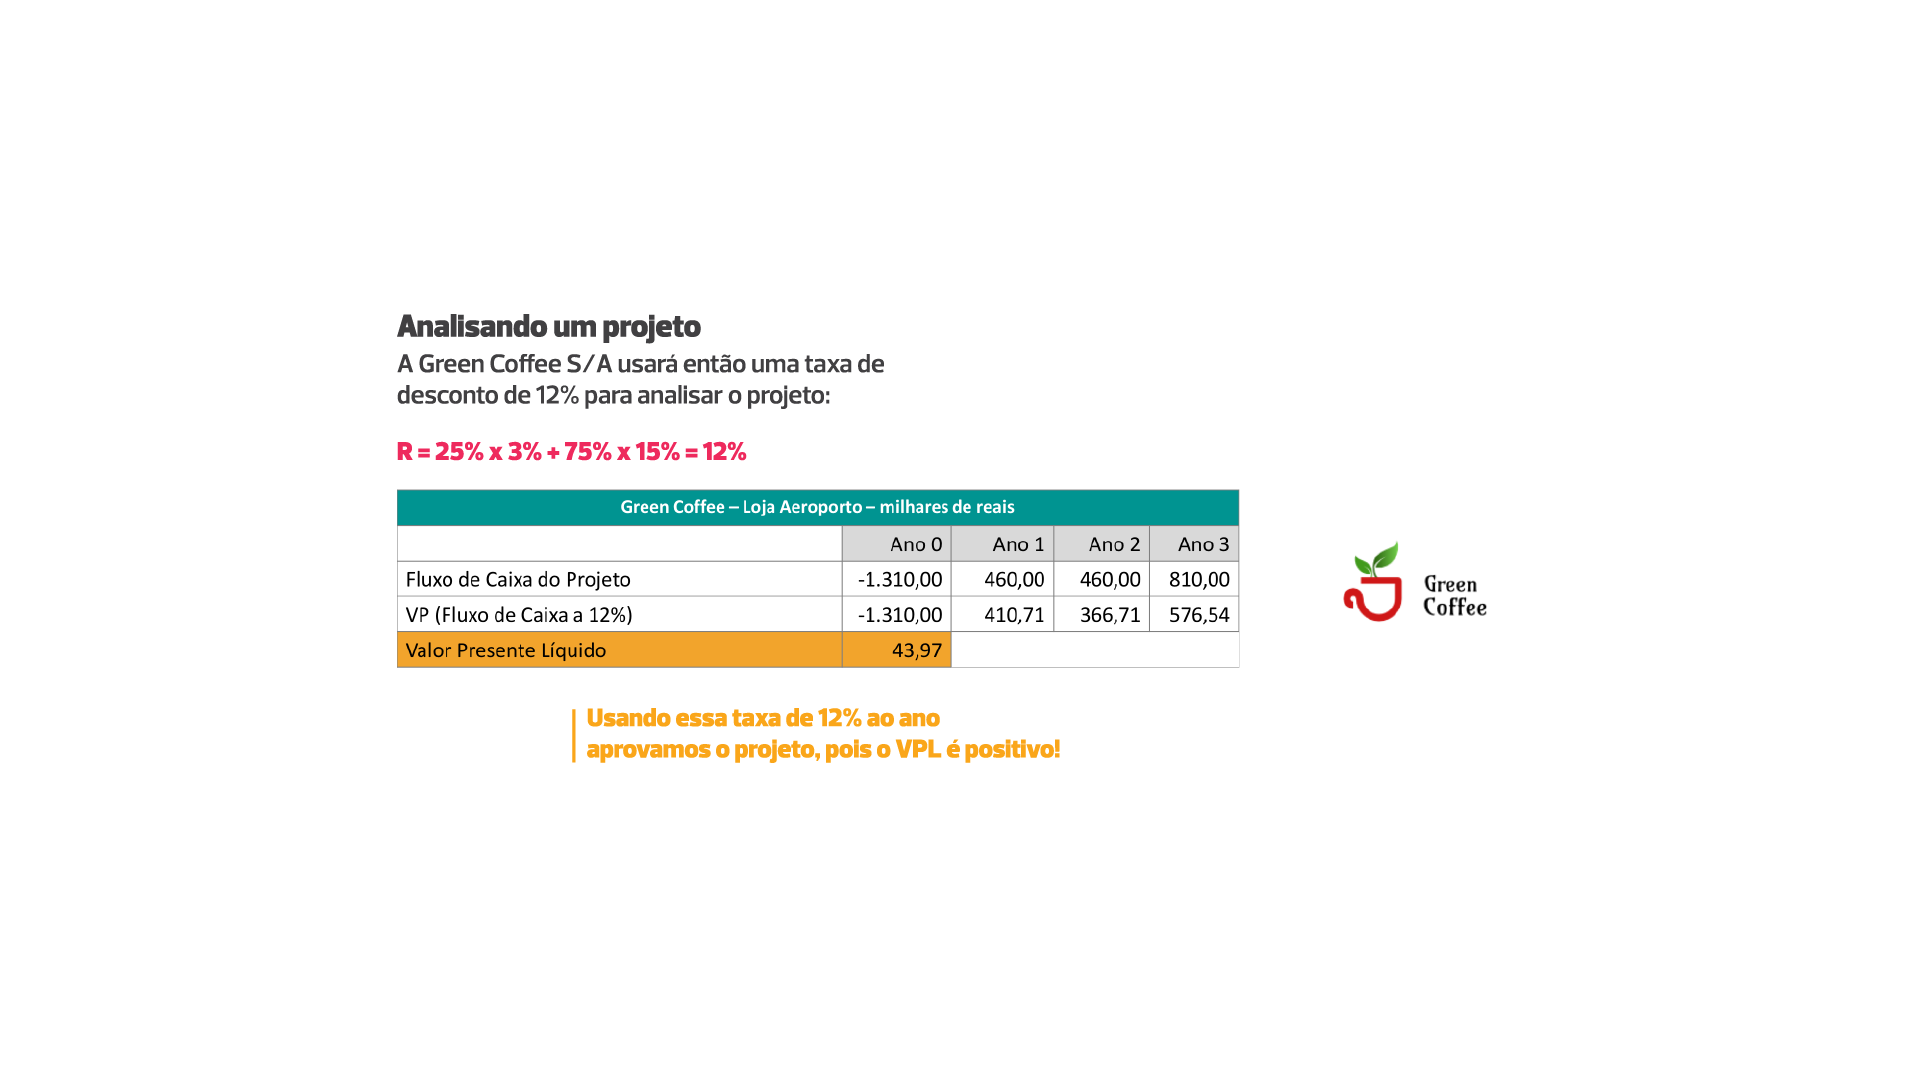 Analisando um projeto
A Green Coffee S/A usará então uma taxa de
desconto de 12% para analisar o projeto:
R = 25% x 3% + 75% x 15% = 12%
Green Coffee – Loja Aeroporto – milhares de reais
Ano 0 Ano 1 Ano 2 Ano 3
Fluxo de Caixa do Projeto -1.310,00 460,00 460,00 810,00
VP (Fluxo de Caixa a 12%) -1.310,00 410,71 366,71 576,54
Valor Presente Líquido 43,97
Green
Coffee
Usando essa taxa de 12% ao ano
aprovamos o projeto, pois o VPL é positivo!